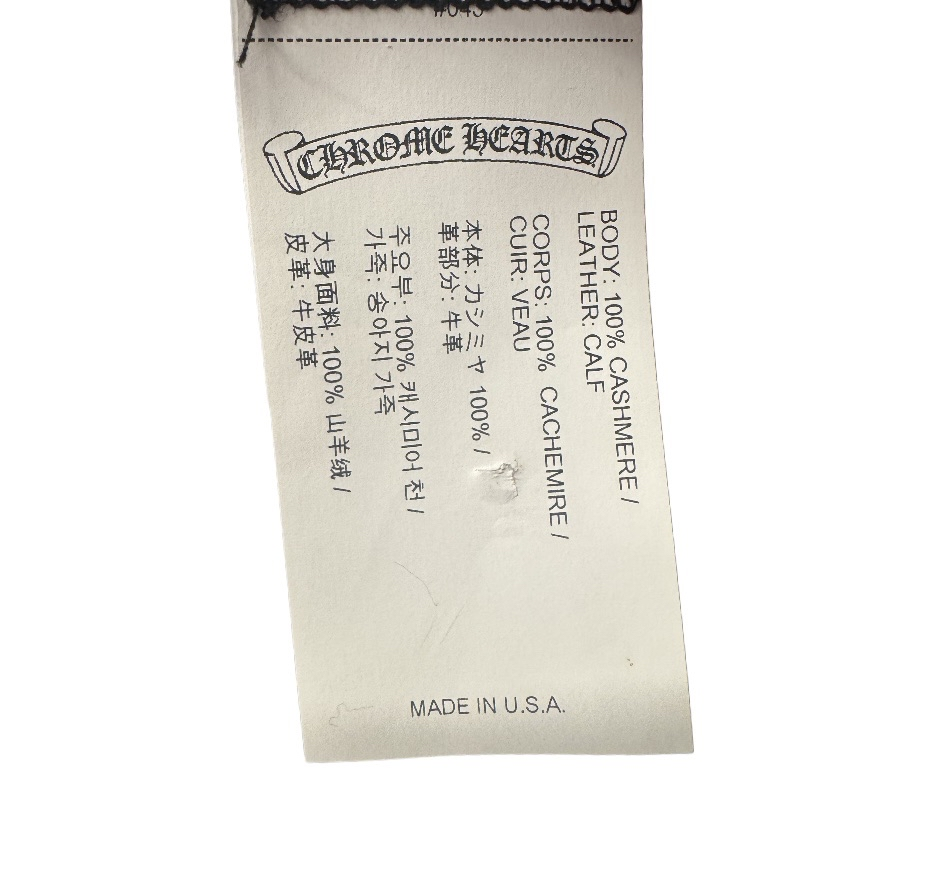 #043
CHROME HEARTS
BODY: 100% CASHMERE /
LEATHER: CALF
CORPS: 100% CACHEMIRE /
CUIR: VEAU
本体: カシミヤ 100% /
革部分: 牛革
주요부: 100% 캐시미어 천 /
가죽: 송아지 가죽
大身面料: 100% 山羊绒 /
皮革: 牛皮革
MADE IN U.S.A.